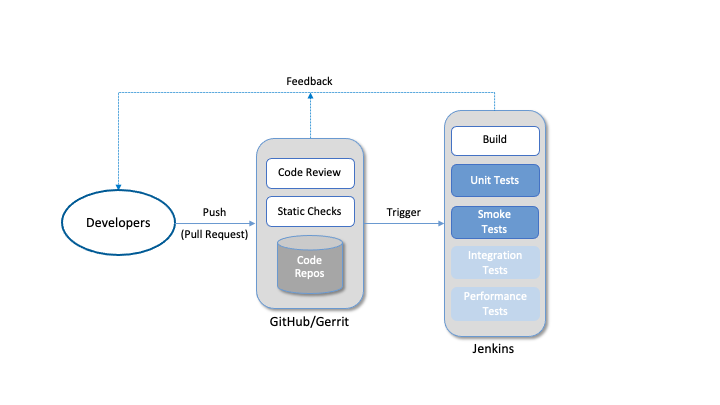 Feedback
Developers
Push
(Pull Request)
Code Review
Static Checks
Code
Repos
GitHub/Gerrit
Trigger
Build
Unit Tests
Smoke
Tests
Integration
Tests
Performance
Tests
Jenkins